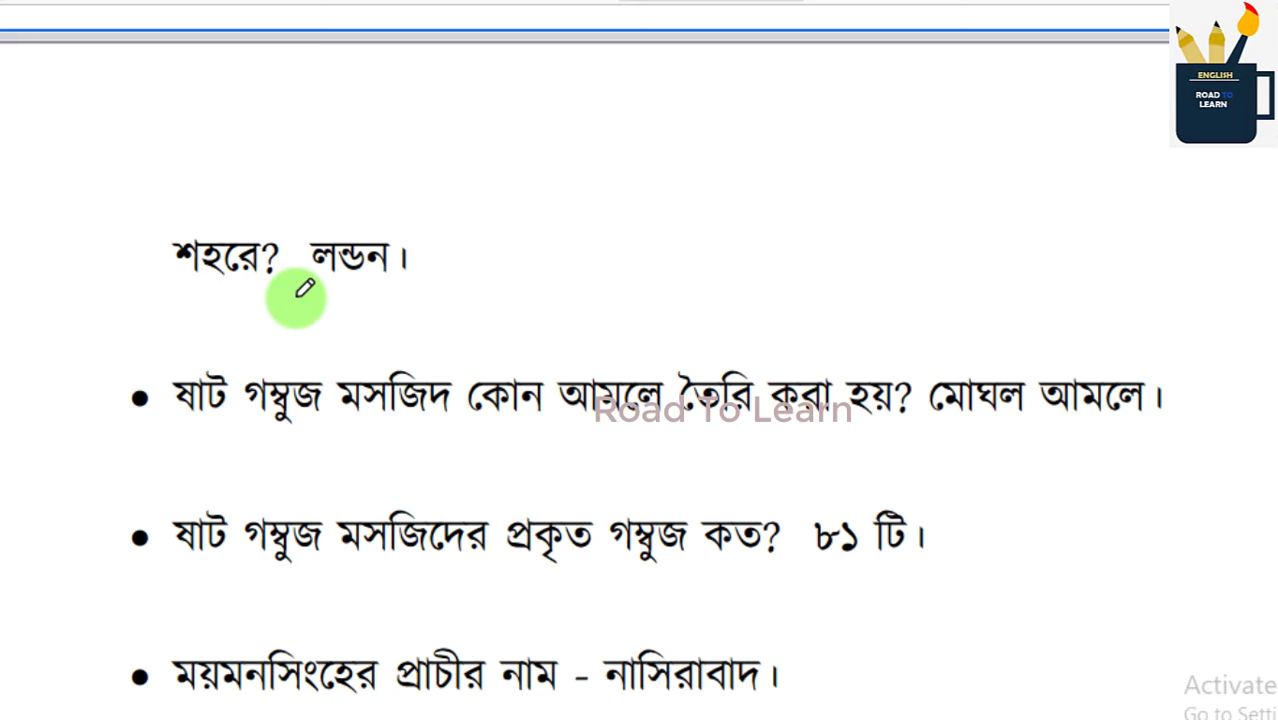 ENGLISH
ROAD TO
LEARN
শহরে? লন্ডন।
• ষাট গম্বুজ মসজিদ কোন আমলে তৈরি করা হয়? মোঘল আমলে।
Road To Learn
• ষাট গম্বুজ মসজিদের প্রকৃত গম্বুজ কত? ৮১ টি।
• ময়মনসিংহের প্রাচীর নাম - নাসিরাবাদ।
Activate
Go to Setti